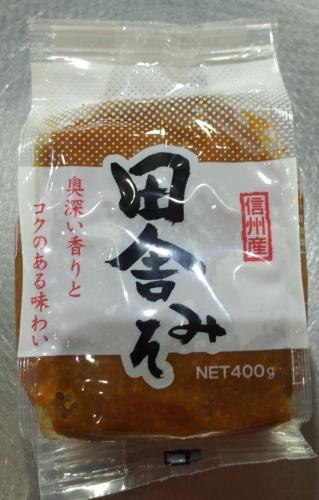 信州産
田舎みそ
奥深い香りと
コクのある味わい
NET400g